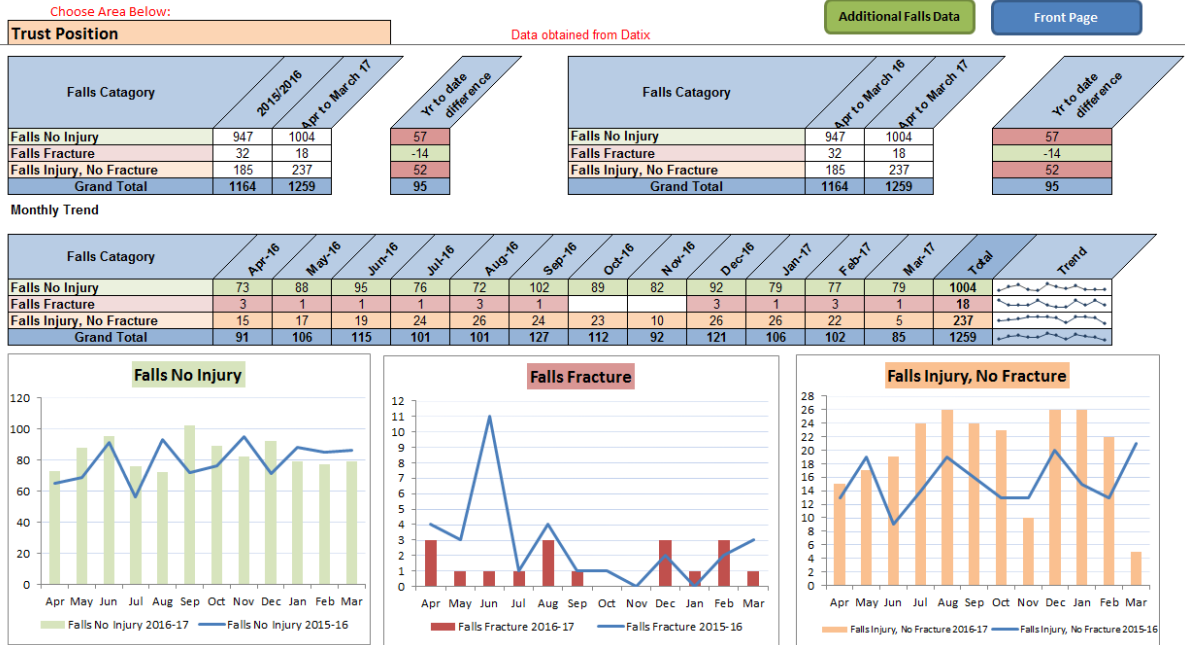 Choose Area Below:
Trust Position
Data obtained from Datix
Additional Falls Data
Front Page
Falls Catagory 2015/2016 Apr to March 17 Yr to date difference
Falls No Injury 947 1004 57
Falls Fracture 32 18 -14
Falls Injury, No Fracture 185 237 52
Grand Total 1164 1259 95
Falls Catagory Apr to March 16 Apr to March 17 Yr to date difference
Falls No Injury 947 1004 57
Falls Fracture 32 18 -14
Falls Injury, No Fracture 185 237 52
Grand Total 1164 1259 95
Monthly Trend
Falls Catagory Apr-16 May-16 Jun-16 Jul-16 Aug-16 Sep-16 Oct-16 Nov-16 Dec-16 Jan-17 Feb-17 Mar-17 Total Trend
Falls No Injury 73 88 95 76 72 102 89 82 92 79 77 79 1004
Falls Fracture 3 1 1 1 3 1 3 1 3 1 18
Falls Injury, No Fracture 15 17 19 24 26 24 23 10 26 26 22 5 237
Grand Total 91 106 115 101 101 127 112 92 121 106 102 85 1259
Falls No Injury
120
100
80
60
40
20
0
Apr May Jun Jul Aug Sep Oct Nov Dec Jan Feb Mar
Falls No Injury 2016-17 Falls No Injury 2015-16
Falls Fracture
12
11
10
9
8
7
6
5
4
3
2
1
0
Apr May Jun Jul Aug Sep Oct Nov Dec Jan Feb Mar
Falls Fracture 2016-17 Falls Fracture 2015-16
Falls Injury, No Fracture
28
26
24
22
20
18
16
14
12
10
8
6
4
2
0
Apr May Jun Jul Aug Sep Oct Nov Dec Jan Feb Mar
Falls Injury, No Fracture 2016-17 Falls Injury, No Fracture 2015-16